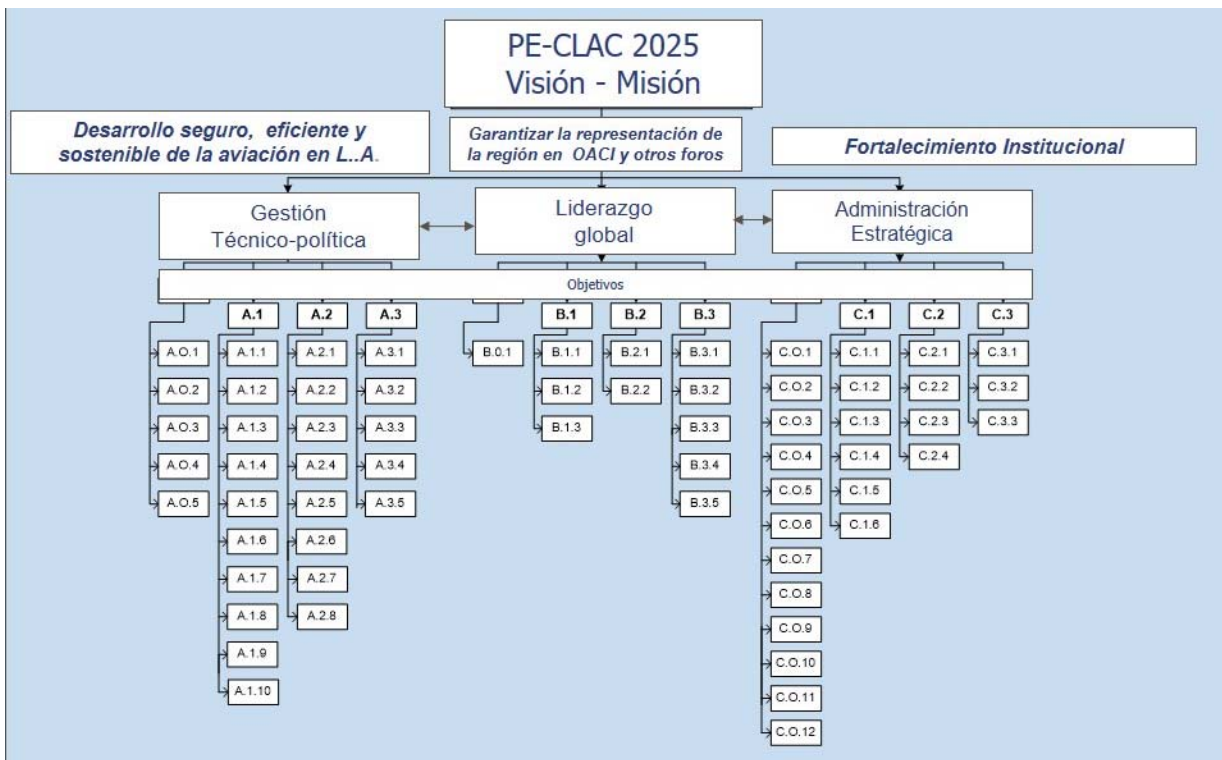 PE-CLAC 2025
Visión - Misión
Desarrollo seguro, eficiente y
sostenible de la aviación en L..A.
Garantizar la representación de
la región en OACI y otros foros
Fortalecimiento Institucional
Gestión
Técnico-política
Liderazgo
global
Administración
Estratégica
Objetivos
A.1
A.2
A.3
B.1
B.2
B.3
C.1
C.2
C.3
A.O.1
A.O.2
A.O.3
A.O.4
A.O.5
A.1.1
A.1.2
A.1.3
A.1.4
A.1.5
A.1.6
A.1.7
A.1.8
A.1.9
A.1.10
A.2.1
A.2.2
A.2.3
A.2.4
A.2.5
A.2.6
A.2.7
A.2.8
A.3.1
A.3.2
A.3.3
A.3.4
A.3.5
B.0.1
B.1.1
B.1.2
B.1.3
B.2.1
B.2.2
B.3.1
B.3.2
B.3.3
B.3.4
B.3.5
C.O.1
C.O.2
C.O.3
C.O.4
C.O.5
C.O.6
C.O.7
C.O.8
C.O.9
C.O.10
C.O.11
C.O.12
C.1.1
C.1.2
C.1.3
C.1.4
C.1.5
C.1.6
C.2.1
C.2.2
C.2.3
C.2.4
C.3.1
C.3.2
C.3.3